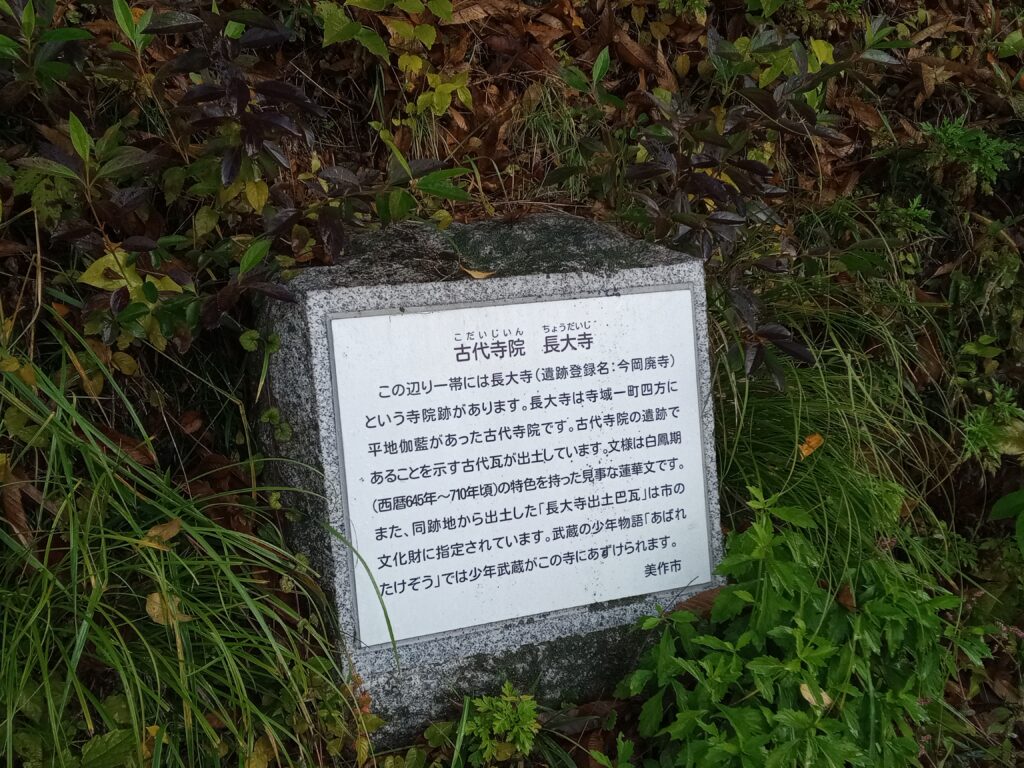 こだいじいん ちょうだいじ
古代寺院 長大寺
この辺り一帯には長大寺(遺跡登録名:今岡廃寺)
という寺院跡があります。長大寺は寺域一町四方に
平地伽藍があった古代寺院です。古代寺院の遺跡で
あることを示す古代瓦が出土しています。文様は白鳳期
(西暦645年~710年頃)の特色を持った見事な蓮華文です。
また、同跡地から出土した「長大寺出土巴瓦」は市の
文化財に指定されています。武蔵の少年物語「あばれ
たけぞう」では少年武蔵がこの寺にあずけられます。
美作市